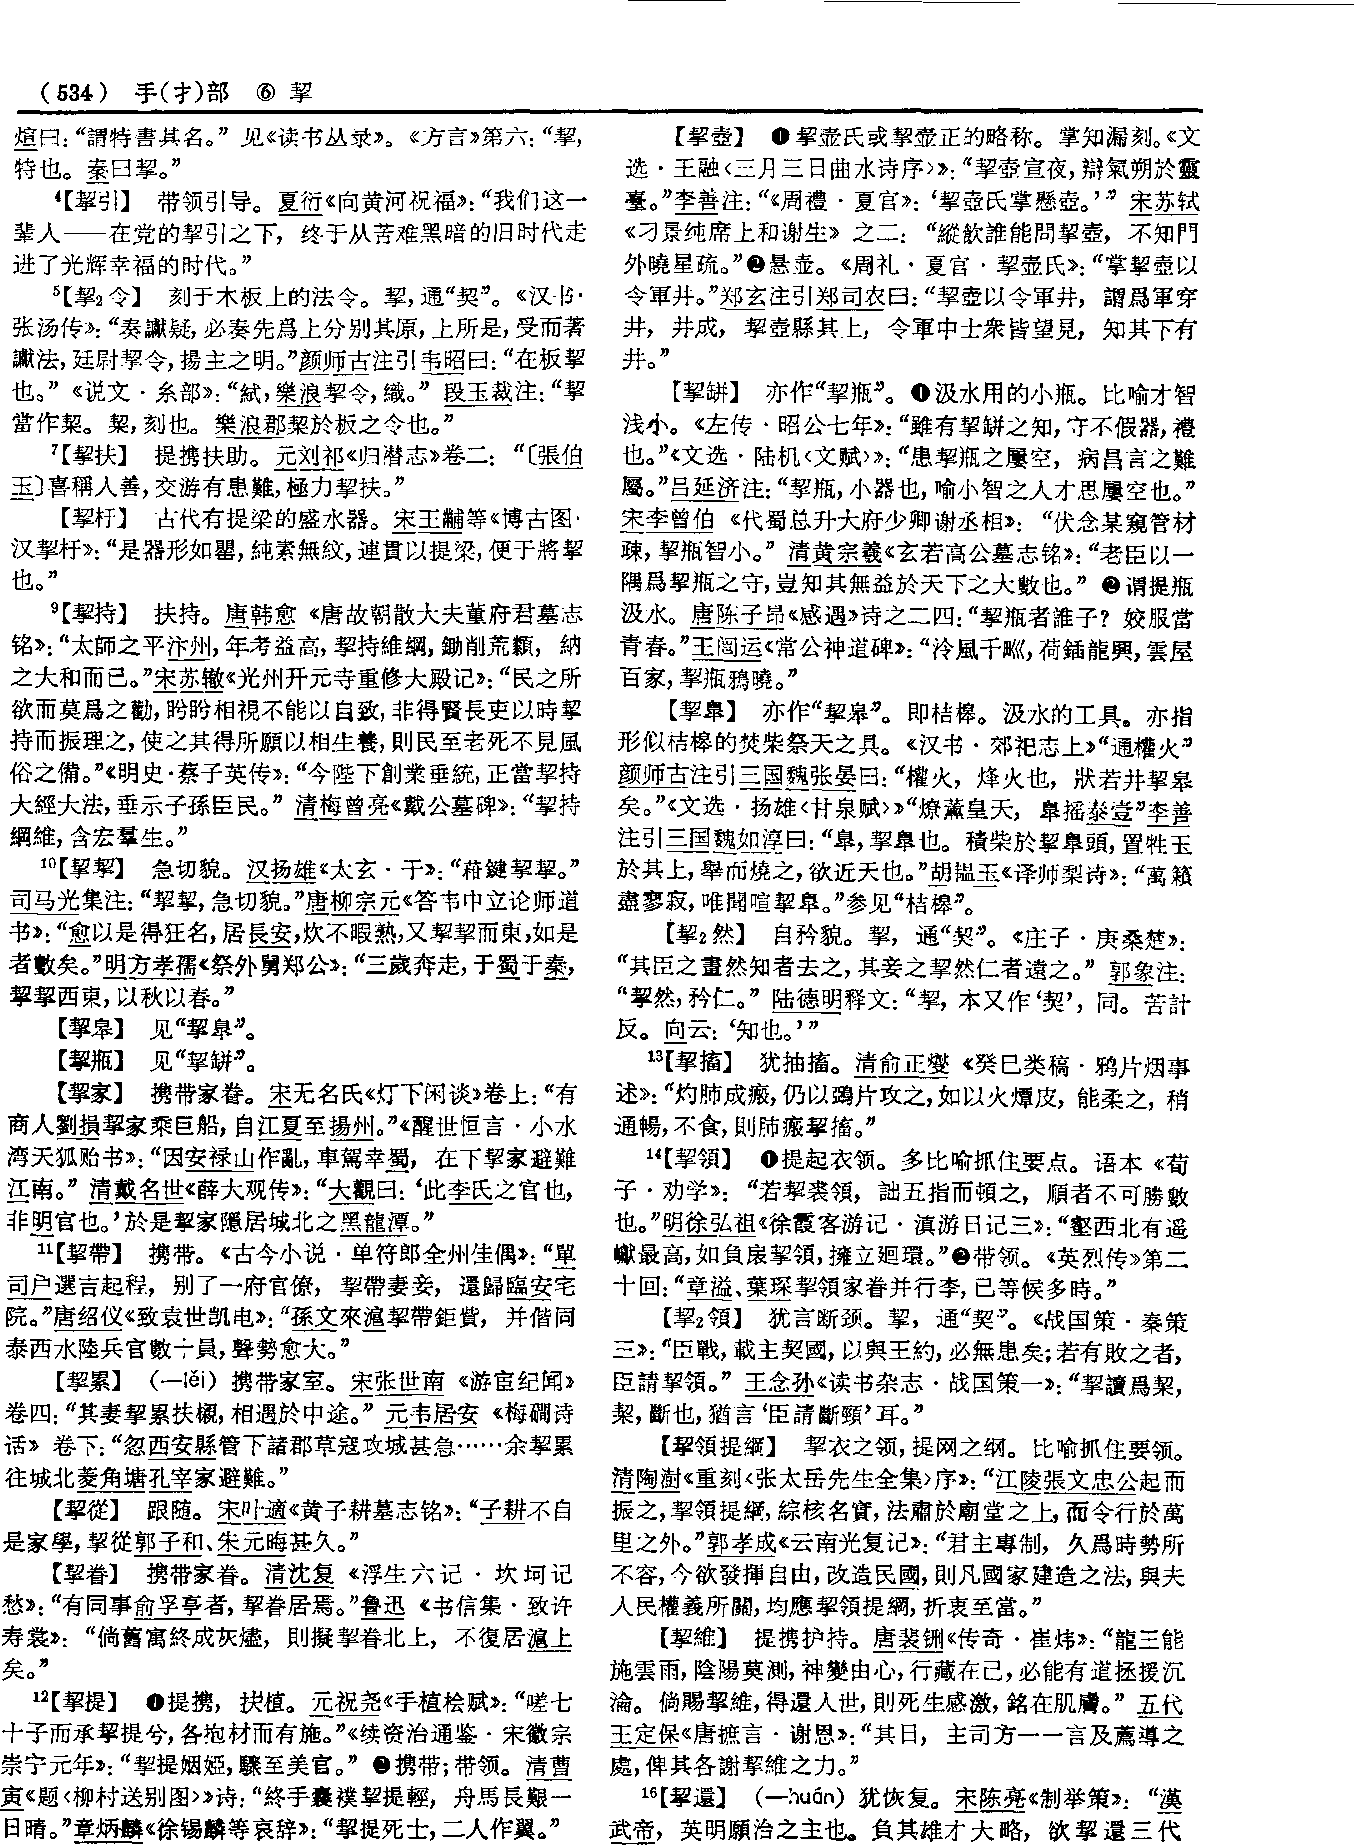 (534) 手(扌)部 ⑥ 挈
煊曰：“謂特書其名。”见《读书丛录》。《方言》第六：“挈，
特也。秦曰挈。”
⁴【挈引】 带领引导。夏衍《向黄河祝福》：“我们这一
辈人——在党的挈引之下，终于从苦难黑暗的旧时代走
进了光辉幸福的时代。”
⁵【挈₂令】 刻于木板上的法令。挈，通“契”。《汉书·
张汤传》：“奏讞疑，必奏先爲上分别其原，上所是，受而著
讞法，廷尉挈令，揚主之明。”颜师古注引韦昭曰：“在板挈
也。”《说文·糸部》：“紌，樂浪挈令，織。”段玉裁注：“挈
當作栔。栔，刻也。樂浪郡栔於板之令也。”
⁷【挈扶】 提携扶助。元刘祁《归潜志》卷二：“〔張伯
玉〕喜稱人善，交游有患難，極力挈扶。”
【挈杅】 古代有提梁的盛水器。宋王黼等《博古图·
汉挈杅》：“是器形如罌，純素無紋，連貫以提梁，便于將挈
也。”
⁹【挈持】 扶持。唐韩愈《唐故朝散大夫董府君墓志
铭》：“太師之平汴州，年考益高，挈持維綱，鋤削荒纇，納
之大和而已。”宋苏辙《光州开元寺重修大殿记》：“民之所
欲而莫爲之勸，盻盻相視不能以自致，非得賢長吏以時挈
持而振理之，使之其得所願以相生養，則民至老死不見風
俗之備。”《明史·蔡子英传》：“今陛下創業垂統，正當挈持
大經大法，垂示子孫臣民。”清梅曾亮《戴公墓碑》：“挈持
綱維，含宏羣生。”
¹⁰【挈挈】 急切貌。汉扬雄《太玄·干》：“葙鍵挈挈。”
司马光集注：“挈挈，急切貌。”唐柳宗元《答韦中立论师道
书》：“愈以是得狂名，居長安，炊不暇熟，又挈挈而東，如是
者數矣。”明方孝孺《祭外舅郑公》：“三歲奔走，于蜀于秦，
挈挈西東，以秋以春。”
【挈皋】 见“挈臯”。
【挈瓶】 见“挈缾”。
【挈家】 携带家眷。宋无名氏《灯下闲谈》卷上：“有
商人劉損挈家乘巨船，自江夏至揚州。”《醒世恒言·小水
湾天狐贻书》：“因安禄山作亂，車駕幸蜀，在下挈家避難
江南。”清戴名世《薛大观传》：“大觀曰：‘此李氏之官也，
非明官也。’於是挈家隱居城北之黑龍潭。”
¹¹【挈帶】 携带。《古今小说·单符郎全州佳偶》：“單
司户選吉起程，别了一府官僚，挈帶妻妾，還歸臨安宅
院。”唐绍仪《致袁世凯电》：“孫文來滬挈帶鉅貲，并偕同
泰西水陸兵官數十員，聲勢愈大。”
【挈累】 (—lěi) 携带家室。宋张世南《游宦纪闻》
卷四：“其妻挈累扶櫬，相遇於中途。”元韦居安《梅磵诗
话》卷下：“忽西安縣管下諸郡草寇攻城甚急……余挈累
往城北菱角塘孔宰家避難。”
【挈從】 跟随。宋叶適《黄子耕墓志铭》：“子耕不自
是家學，挈從郭子和、朱元晦甚久。”
【挈眷】 携带家眷。清沈复《浮生六记·坎坷记
愁》：“有同事俞孚亭者，挈眷居焉。”鲁迅《书信集·致许
寿裳》：“倘舊寓終成灰燼，則擬挈眷北上，不復居滬上
矣。”
¹²【挈提】 ❶提携，扶植。元祝尧《手植桧赋》：“嗟七
十子而承挈提兮，各抱材而有施。”《续资治通鉴·宋徽宗
崇宁元年》：“挈提姻婭，驟至美官。”❷携带；带领。清曹
寅《题〈柳村送别图〉》诗：“終手囊襆挈提輕，舟馬長艱一
日晴。”章炳麟《徐锡麟等哀辞》：“挈提死士，二人作翼。”
【挈壺】 ❶挈壶氏或挈壶正的略称。掌知漏刻。《文
选·王融〈三月三日曲水诗序〉》：“挈壺宣夜，辯氣朔於靈
臺。”李善注：“《周禮·夏官》：‘挈壺氏掌懸壺。’”宋苏轼
《刁景纯席上和谢生》之二：“縱飲誰能問挈壺，不知門
外曉星疏。”❷悬壶。《周礼·夏官·挈壶氏》：“掌挈壺以
令軍井。”郑玄注引郑司农曰：“挈壺以令軍井，謂爲軍穿
井，井成，挈壺縣其上，令軍中士衆皆望見，知其下有
井。”
【挈缾】 亦作“挈瓶”。❶汲水用的小瓶。比喻才智
浅小。《左传·昭公七年》：“雖有挈缾之知，守不假器，禮
也。”《文选·陆机〈文赋〉》：“患挈瓶之屢空，病昌言之難
屬。”吕延济注：“挈瓶，小器也，喻小智之人才思屢空也。”
宋李曾伯《代蜀总升大府少卿谢丞相》：“伏念某窺管材
疎，挈瓶智小。”清黄宗羲《玄若高公墓志铭》：“老臣以一
隅爲挈瓶之守，豈知其無益於天下之大數也。”❷谓提瓶
汲水。唐陈子昂《感遇》诗之二四：“挈瓶者誰子？姣服當
青春。”王闿运《常公神道碑》：“泠風千甽，荷鍤龍興，雲屋
百家，挈瓶鴉曉。”
【挈臯】 亦作“挈皋”。即桔槔。汲水的工具。亦指
形似桔槔的焚柴祭天之具。《汉书·郊祀志上》“通權火”
颜师古注引三国魏张晏曰：“權火，烽火也，狀若井挈皋
矣。”《文选·扬雄〈甘泉赋〉》“燎薰皇天，臯摇泰壹”李善
注引三国魏如淳曰：“臯，挈臯也。積柴於挈臯頭，置牲玉
於其上，舉而燒之，欲近天也。”胡韫玉《译师梨诗》：“萬籟
盡寥寂，唯聞喧挈臯。”参见“桔槔”。
【挈₂然】 自矜貌。挈，通“契”。《庄子·庚桑楚》：
“其臣之畫然知者去之，其妾之挈然仁者遠之。”郭象注：
“挈然，矜仁。”陆德明释文：“挈，本又作‘契’，同。苦計
反。向云：‘知也。’”
¹³【挈搐】 犹抽搐。清俞正燮《癸巳类稿·鸦片烟事
述》：“灼肺成瘢，仍以鴉片攻之，如以火燂皮，能柔之，稍
通暢，不食，則肺瘢挈搐。”
¹⁴【挈領】 ❶提起衣领。多比喻抓住要点。语本《荀
子·劝学》：“若挈裘領，詘五指而頓之，順者不可勝數
也。”明徐弘祖《徐霞客游记·滇游日记三》：“壑西北有遥
巘最高，如負扆挈領，擁立迴環。”❷带领。《英烈传》第二
十回：“章溢、葉琛挈領家眷并行李，已等候多時。”
【挈₂領】 犹言断颈。挈，通“契”。《战国策·秦策
三》：“臣戰，載主契國，以與王約，必無患矣；若有敗之者，
臣請挈領。”王念孙《读书杂志·战国策一》：“挈讀爲栔，
栔，斷也，猶言‘臣請斷頸’耳。”
【挈領提綱】 挈衣之领，提网之纲。比喻抓住要领。
清陶澍《重刻〈张太岳先生全集〉序》：“江陵張文忠公起而
振之，挈領提綱，綜核名實，法肅於廟堂之上，而令行於萬
里之外。”郭孝成《云南光复记》：“君主專制，久爲時勢所
不容，今欲發揮自由，改造民國，則凡國家建造之法，與夫
人民權義所關，均應挈領提綱，折衷至當。”
【挈維】 提携护持。唐裴铏《传奇·崔炜》：“龍王能
施雲雨，陰陽莫測，神變由心，行藏在己，必能有道拯援沉
淪。倘賜挈維，得還人世，則死生感激，銘在肌膚。”五代
王定保《唐摭言·谢恩》：“其日，主司方一一言及薦導之
處，俾其各謝挈維之力。”
¹⁶【挈還】 (—huán) 犹恢复。宋陈亮《制举策》：“漢
武帝，英明願治之主也。負其雄才大略，欲挈還三代